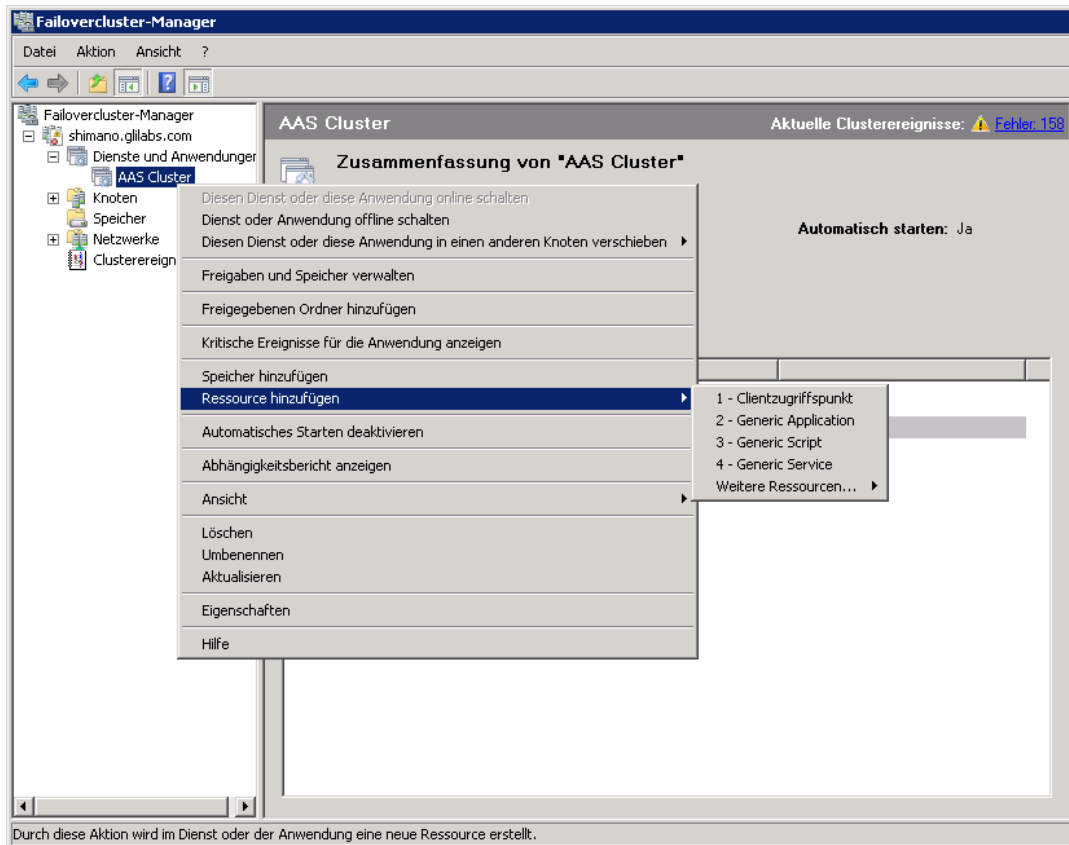 Failovercluster-Manager
Datei Aktion Ansicht ?
Failovercluster-Manager
shimano.glilabs.com
Dienste und Anwendunger
AAS Cluster
Knoten
Speicher
Netzwerke
Clusterereign
AAS Cluster
Aktuelle Clusterereignisse: Fehler: 158
Zusammenfassung von "AAS Cluster"
Automatisch starten: Ja
Diesen Dienst oder diese Anwendung online schalten
Dienst oder Anwendung offline schalten
Diesen Dienst oder diese Anwendung in einen anderen Knoten verschieben
Freigaben und Speicher verwalten
Freigegebenen Ordner hinzufügen
Kritische Ereignisse für die Anwendung anzeigen
Speicher hinzufügen
Ressource hinzufügen
Automatisches Starten deaktivieren
Abhängigkeitsbericht anzeigen
Ansicht
Löschen
Umbenennen
Aktualisieren
Eigenschaften
Hilfe
1 - Clientzugriffspunkt
2 - Generic Application
3 - Generic Script
4 - Generic Service
Weitere Ressourcen...
Durch diese Aktion wird im Dienst oder der Anwendung eine neue Ressource erstellt.